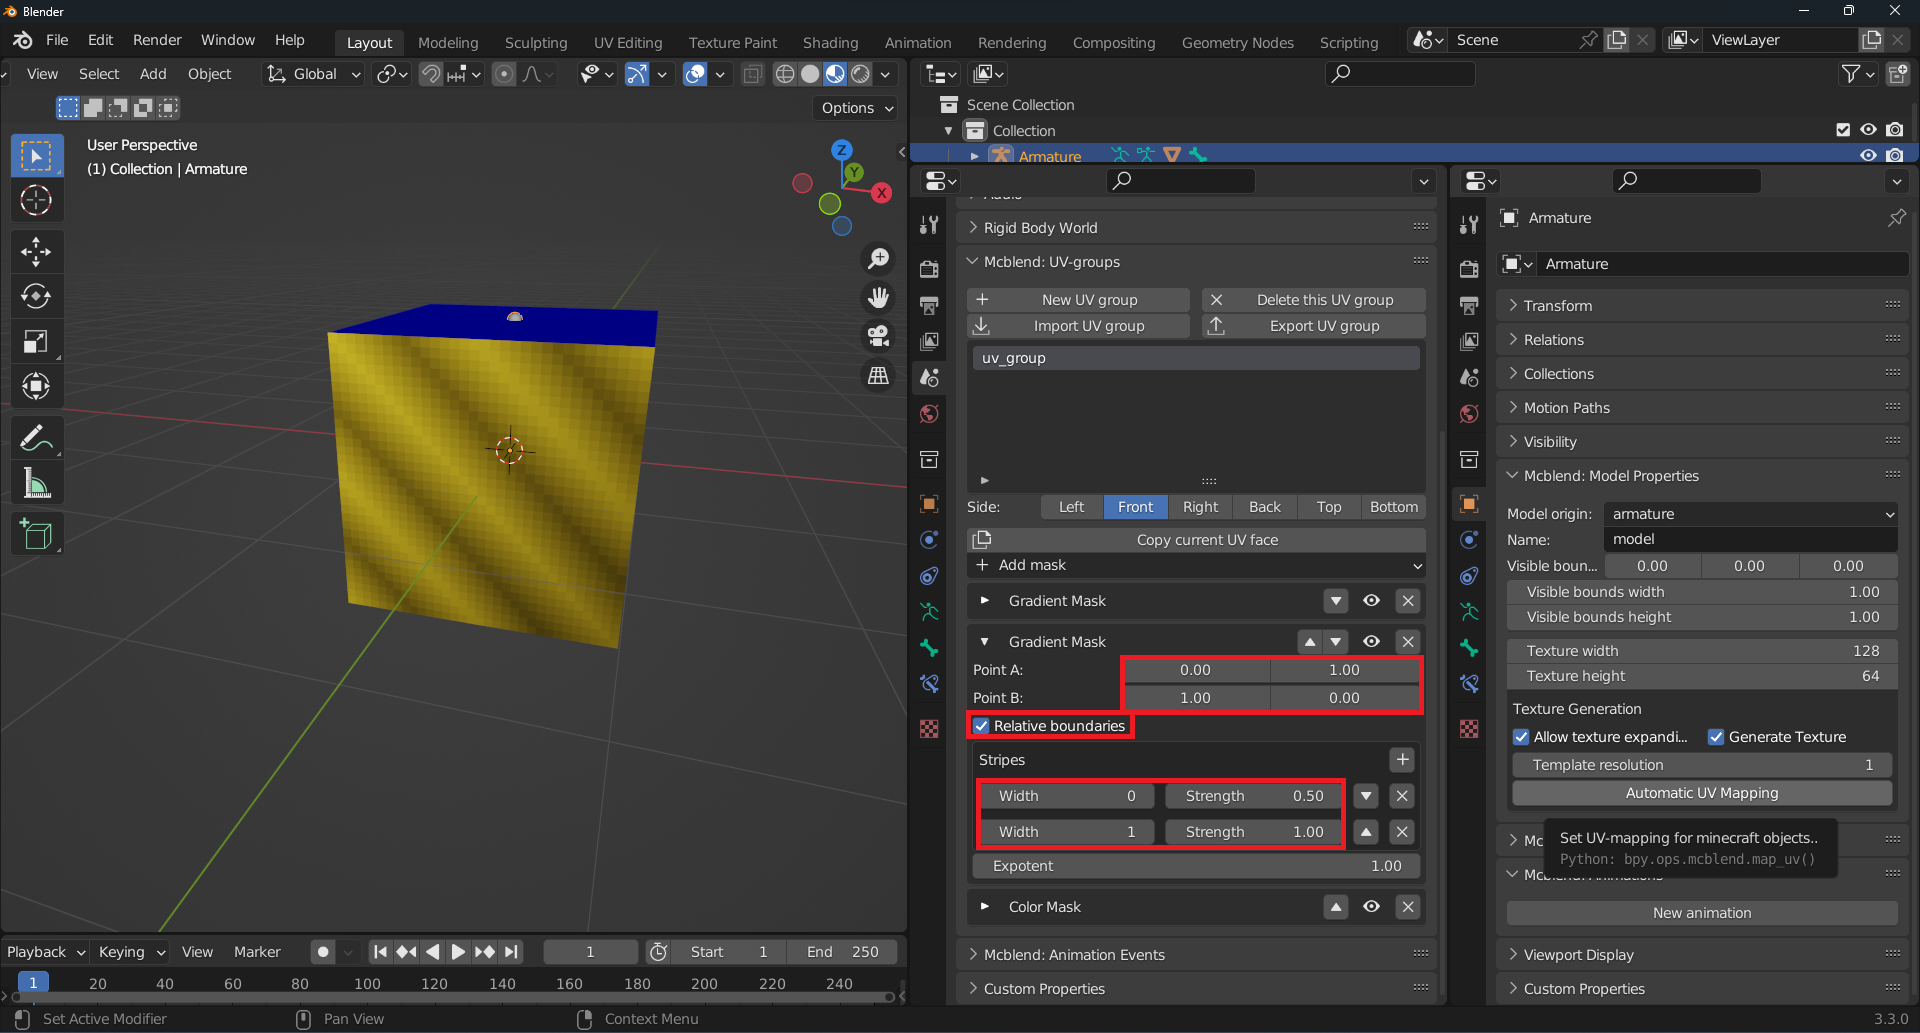 Blender
File Edit Render Window Help Layout Modeling Sculpting UV Editing Texture Paint Shading Animation Rendering Compositing Geometry Nodes Scripting Scene ViewLayer
View Select Add Object Global
Options
User Perspective
(1) Collection | Armature
Z
Y
X
Scene Collection
Collection
Armature
Rigid Body World
Mcblend: UV-groups
New UV group Delete this UV group
Import UV group Export UV group
uv_group
Side: Left Front Right Back Top Bottom
Copy current UV face
Add mask
Gradient Mask
Gradient Mask
Point A: 0.00 1.00
Point B: 1.00 0.00
Relative boundaries
Stripes
Width 0 Strength 0.50
Width 1 Strength 1.00
Expotent 1.00
Color Mask
Mcblend: Animation Events
Custom Properties
Armature
Armature
Transform
Relations
Collections
Motion Paths
Visibility
Mcblend: Model Properties
Model origin: armature
Name: model
Visible boun... 0.00 0.00 0.00
Visible bounds width 1.00
Visible bounds height 1.00
Texture width 128
Texture height 64
Texture Generation
Allow texture expandi... Generate Texture
Template resolution 1
Automatic UV Mapping
Set UV-mapping for minecraft objects..
Python: bpy.ops.mcblend.map_uv()
New animation
Viewport Display
Custom Properties
Playback Keying View Marker 1 Start 1 End 250
1 20 40 60 80 100 120 140 160 180 200 220 240
Set Active Modifier Pan View Context Menu 3.3.0